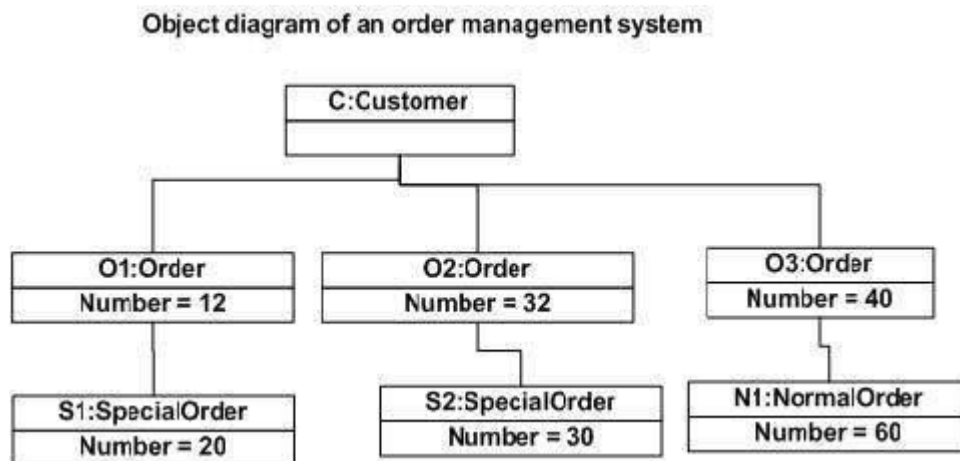 Object diagram of an order management system
C:Customer
O1:Order
Number = 12
O2:Order
Number = 32
O3:Order
Number = 40
S1:SpecialOrder
Number = 20
S2:SpecialOrder
Number = 30
N1:NormalOrder
Number = 60